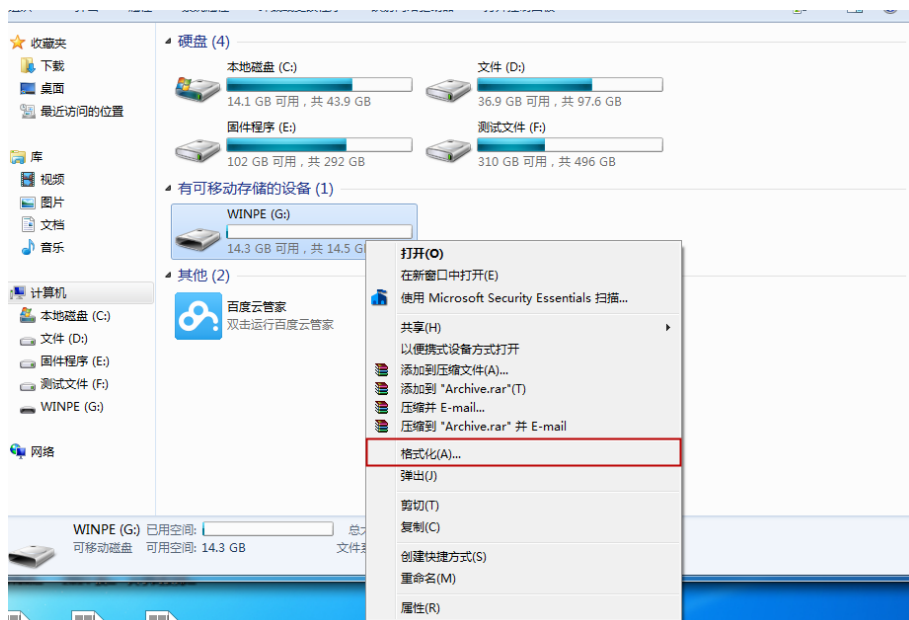 收藏夹
下载
桌面
最近访问的位置
库
视频
图片
文档
音乐
计算机
本地磁盘 (C:)
文件 (D:)
固件程序 (E:)
测试文件 (F:)
WINPE (G:)
网络
硬盘 (4)
本地磁盘 (C:)
14.1 GB 可用，共 43.9 GB
文件 (D:)
36.9 GB 可用，共 97.6 GB
固件程序 (E:)
102 GB 可用，共 292 GB
测试文件 (F:)
310 GB 可用，共 496 GB
有可移动存储的设备 (1)
WINPE (G:)
14.3 GB 可用，共 14.5 G
其他 (2)
百度云管家
双击运行百度云管家
打开(O)
在新窗口中打开(E)
使用 Microsoft Security Essentials 扫描...
共享(H)
以便携式设备方式打开
添加到压缩文件(A)...
添加到 "Archive.rar"(T)
压缩并 E-mail...
压缩到 "Archive.rar" 并 E-mail
格式化(A)...
弹出(J)
剪切(T)
复制(C)
创建快捷方式(S)
重命名(M)
属性(R)
WINPE (G:) 已用空间:
可移动磁盘 可用空间: 14.3 GB 文件